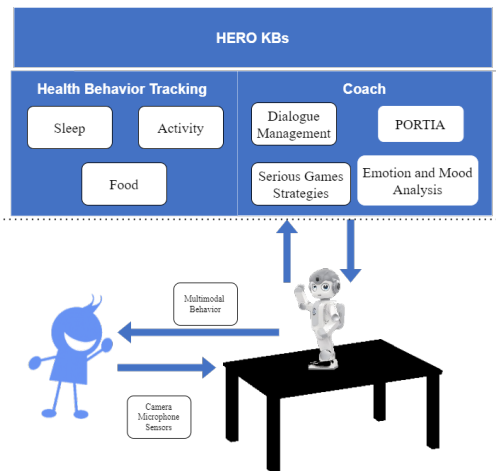 HERO KBs
Health Behavior Tracking
Sleep
Activity
Food
Coach
Dialogue
Management
PORTIA
Serious Games
Strategies
Emotion and Mood
Analysis
Multimodal
Behavior
Camera
Microphone
Sensors